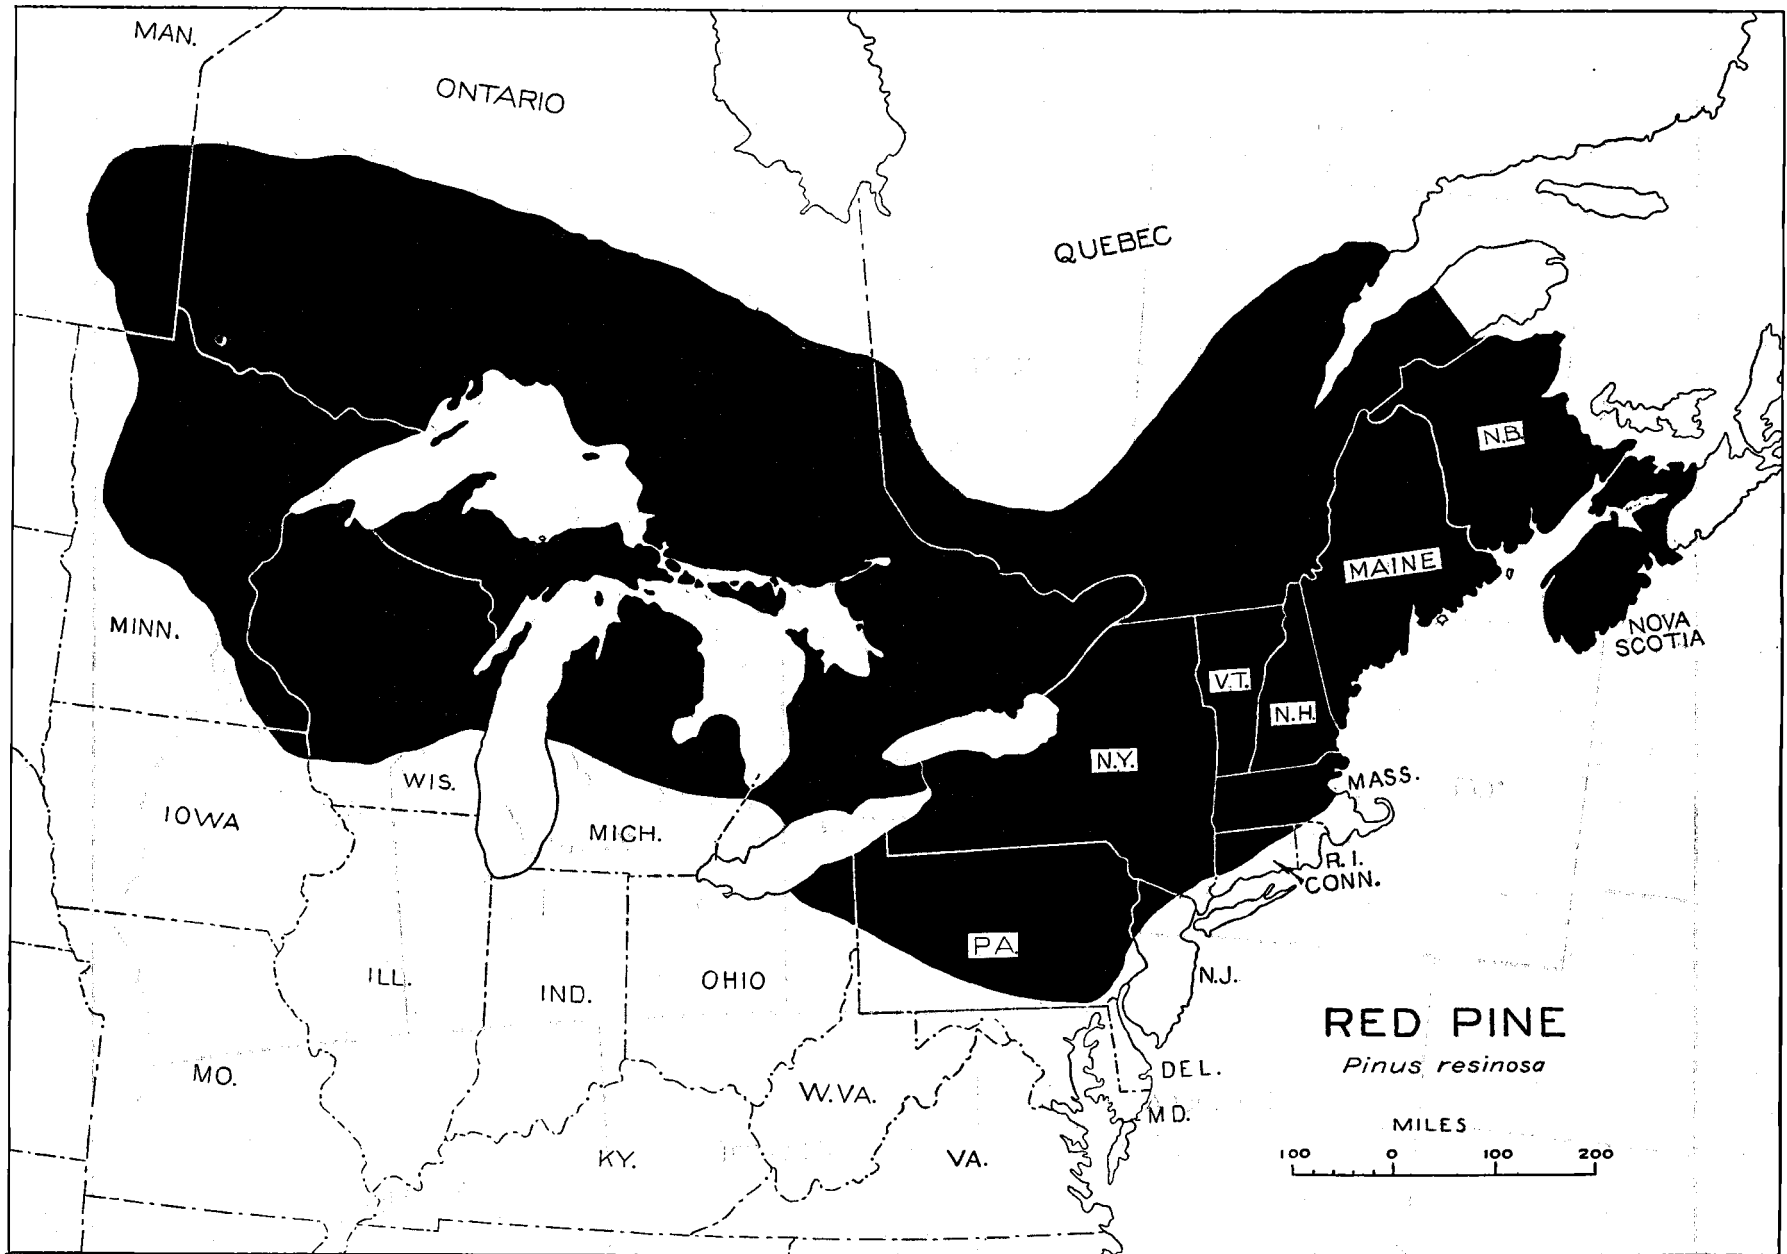 MAN.
ONTARIO
QUEBEC
N.B.
MAINE
NOVA
SCOTIA
MINN.
V.T.
N.H.
N.Y.
MASS.
WIS.
IOWA
MICH.
R.I.
CONN.
PA.
ILL.
IND.
OHIO
N.J.
RED PINE
Pinus resinosa
MO.
W.VA.
DEL.
MD.
MILES
KY.
VA.
100 0 100 200